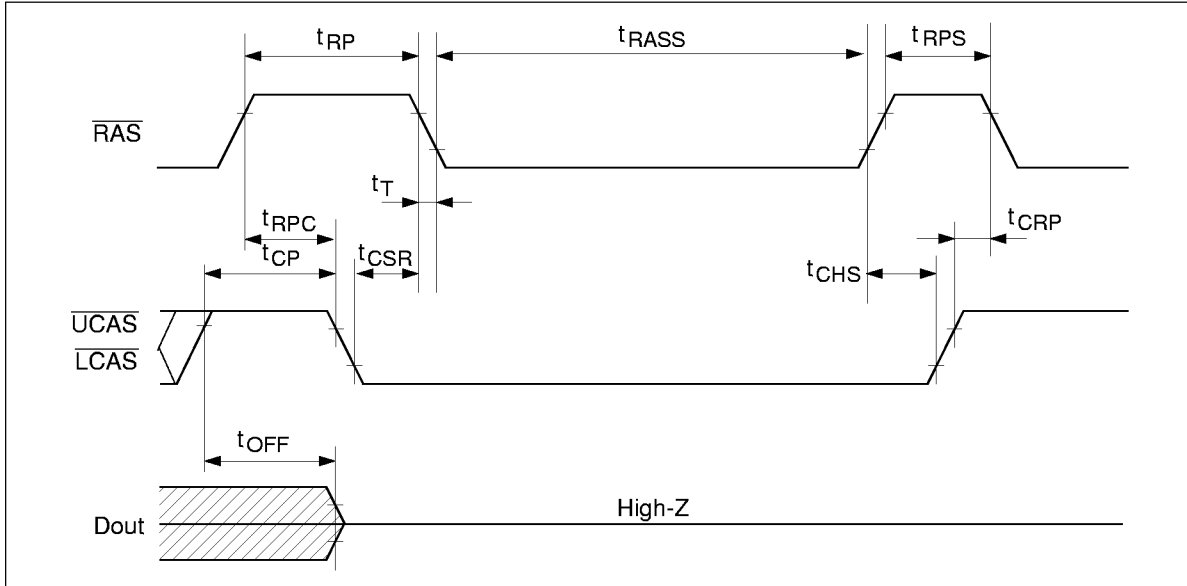 tRP
tRASS
tRPS
RAS
tT
tRPC
tCRP
tCP
tCSR
tCHS
UCAS
LCAS
tOFF
High-Z
Dout